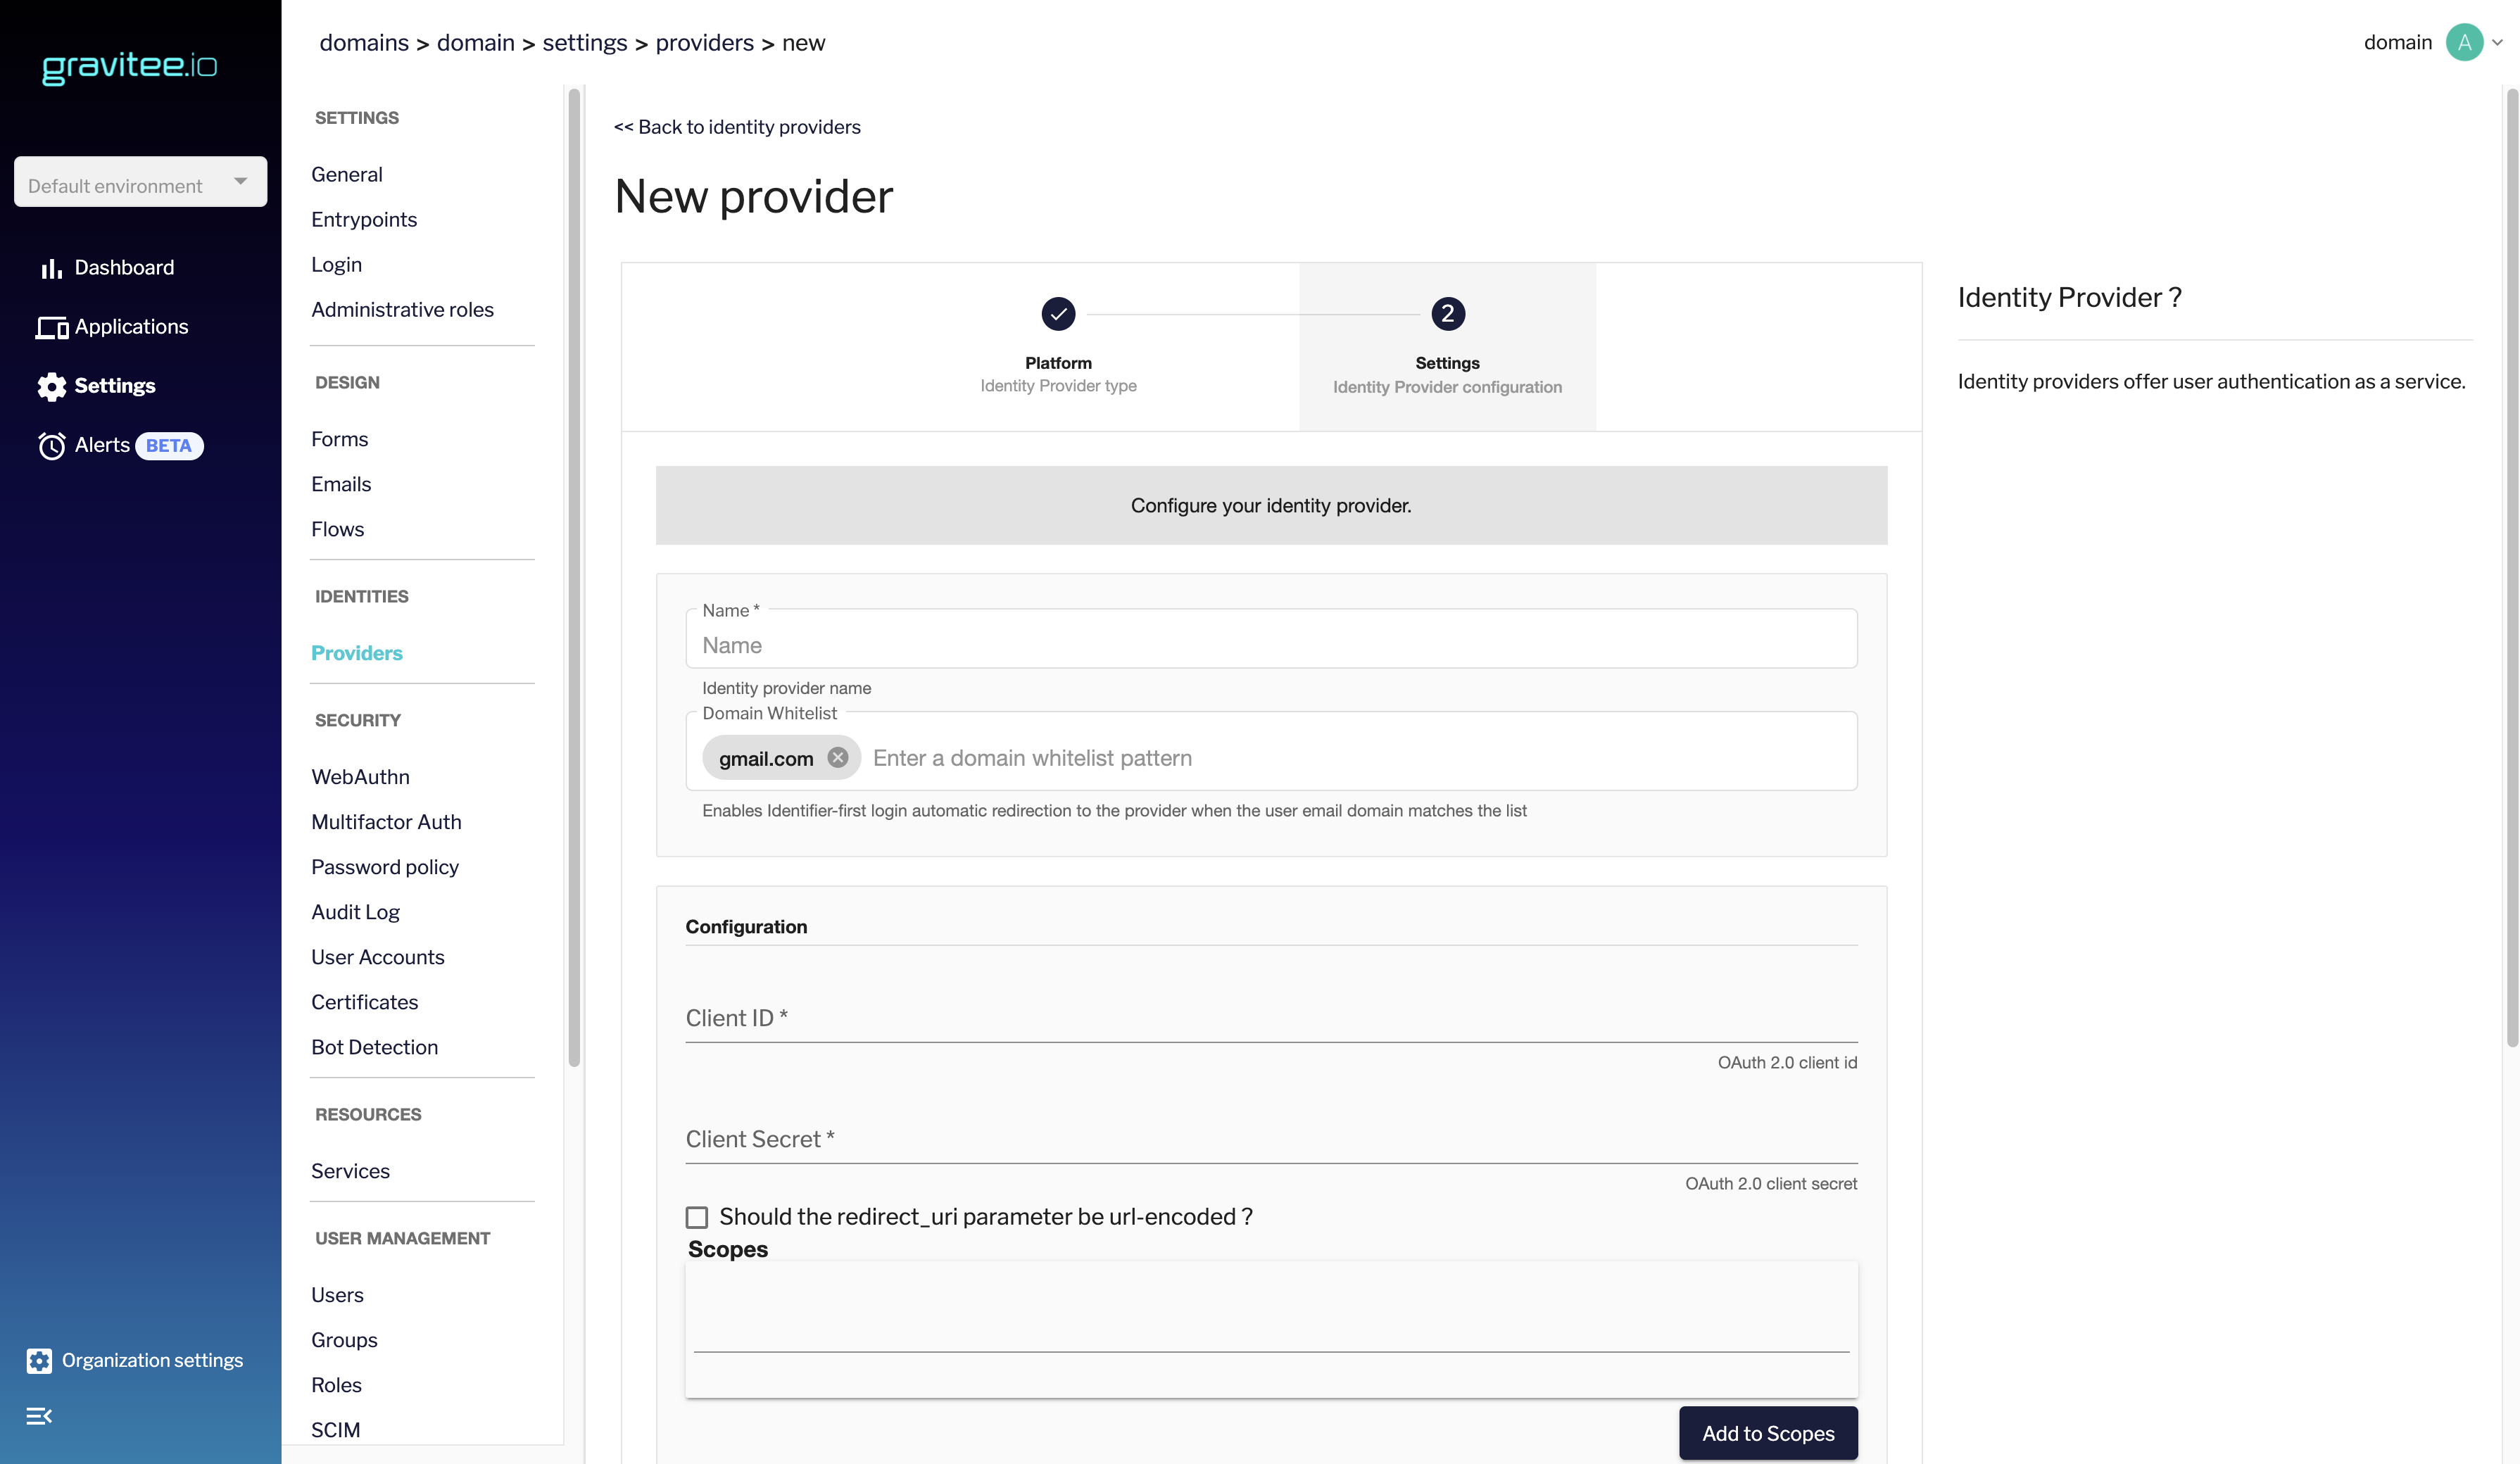 gravitee.io
Default environment
Dashboard
Applications
Settings
Alerts BETA
Organization settings
domains > domain > settings > providers > new
domain A
SETTINGS
General
Entrypoints
Login
Administrative roles
DESIGN
Forms
Emails
Flows
IDENTITIES
Providers
SECURITY
WebAuthn
Multifactor Auth
Password policy
Audit Log
User Accounts
Certificates
Bot Detection
RESOURCES
Services
USER MANAGEMENT
Users
Groups
Roles
SCIM
<< Back to identity providers
New provider
Platform
Identity Provider type
2
Settings
Identity Provider configuration
Configure your identity provider.
Name *
Name
Identity provider name
Domain Whitelist
gmail.com Enter a domain whitelist pattern
Enables Identifier-first login automatic redirection to the provider when the user email domain matches the list
Configuration
Client ID *
OAuth 2.0 client id
Client Secret *
OAuth 2.0 client secret
Should the redirect_uri parameter be url-encoded ?
Scopes
Add to Scopes
Identity Provider ?
Identity providers offer user authentication as a service.